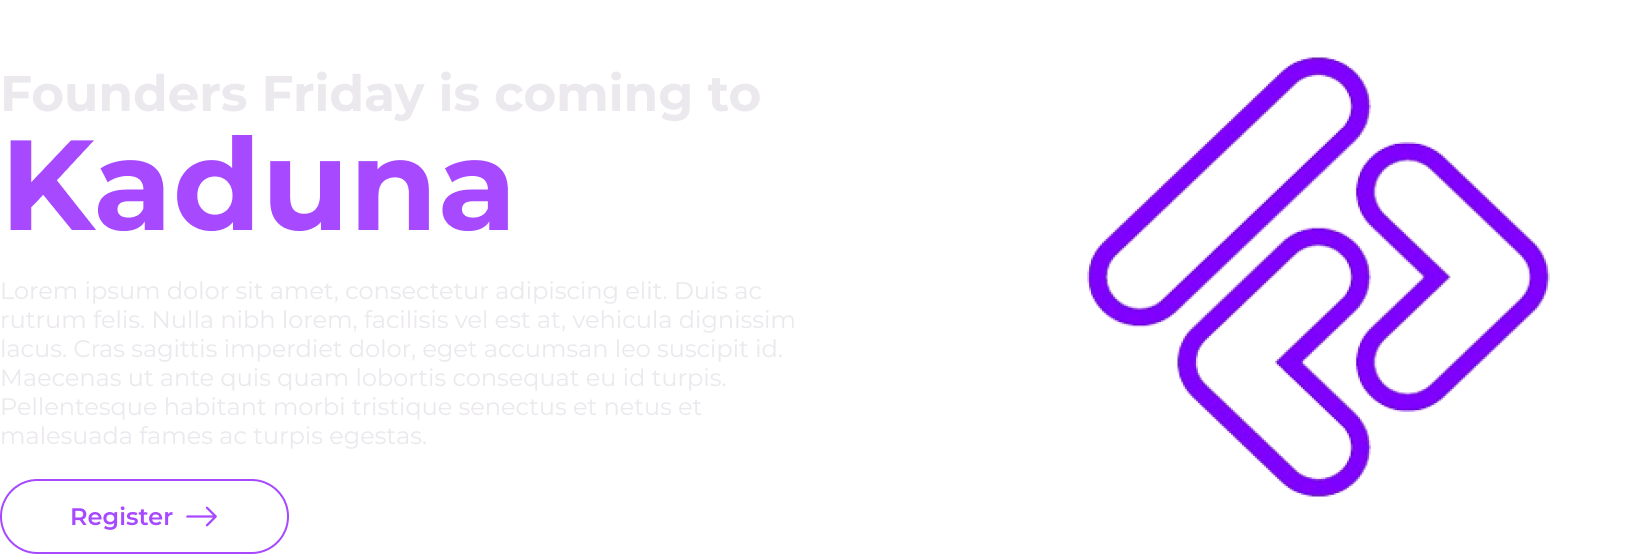 Founders Friday is coming to
Kaduna
Lorem ipsum dolor sit amet, consectetur adipiscing elit. Duis ac
rutrum felis. Nulla nibh lorem, facilisis vel est at, vehicula dignissim
lacus. Cras sagittis imperdiet dolor, eget accumsan leo suscipit id.
Maecenas ut ante quis quam lobortis consequat eu id turpis.
Pellentesque habitant morbi tristique senectus et netus et
malesuada fames ac turpis egestas.
Register →